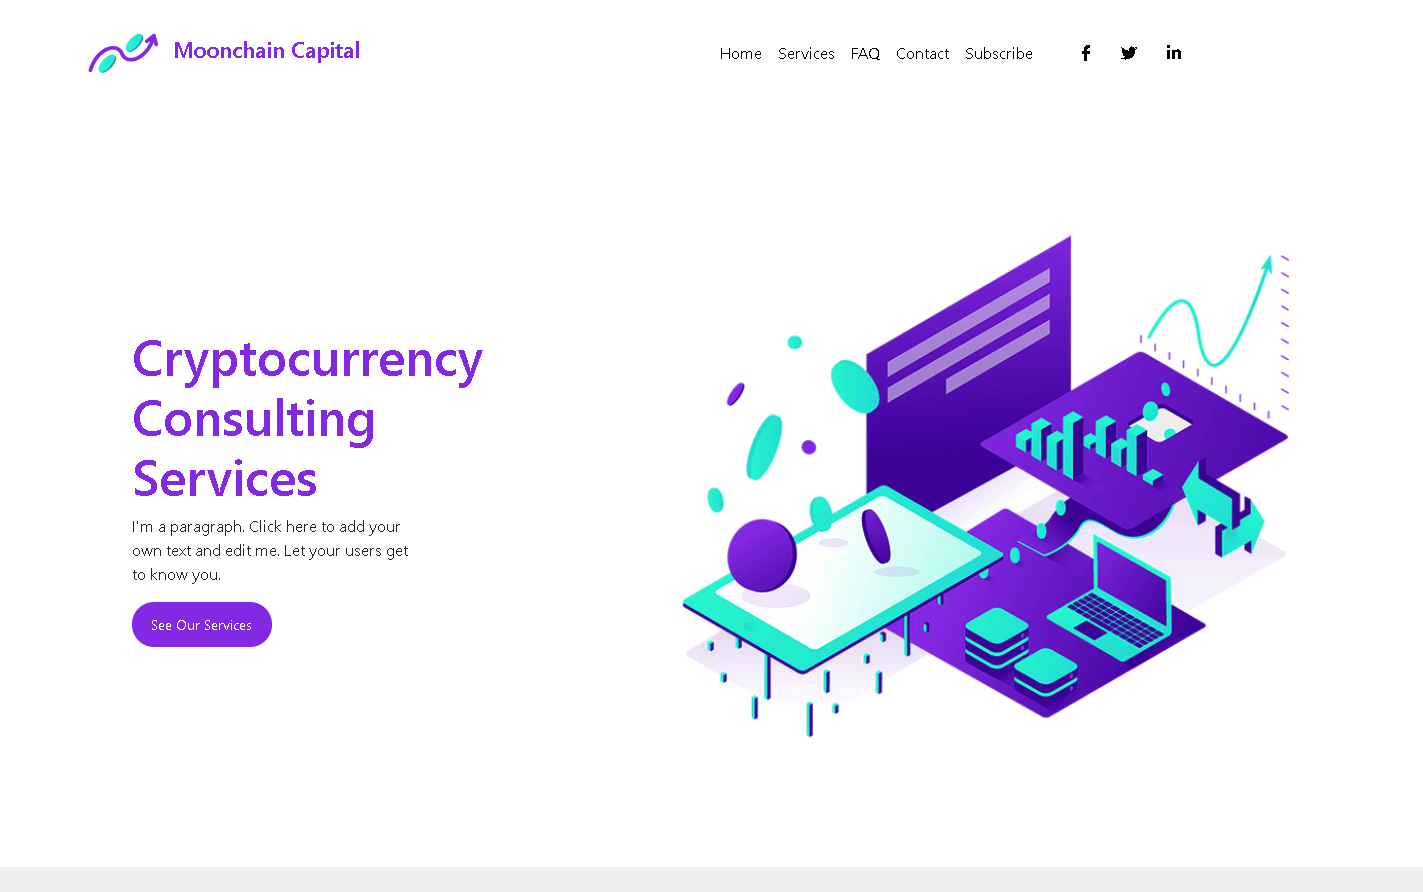 Moonchain Capital
Home Services FAQ Contact Subscribe
Cryptocurrency
Consulting
Services
I'm a paragraph. Click here to add your
own text and edit me. Let your users get
to know you.
See Our Services